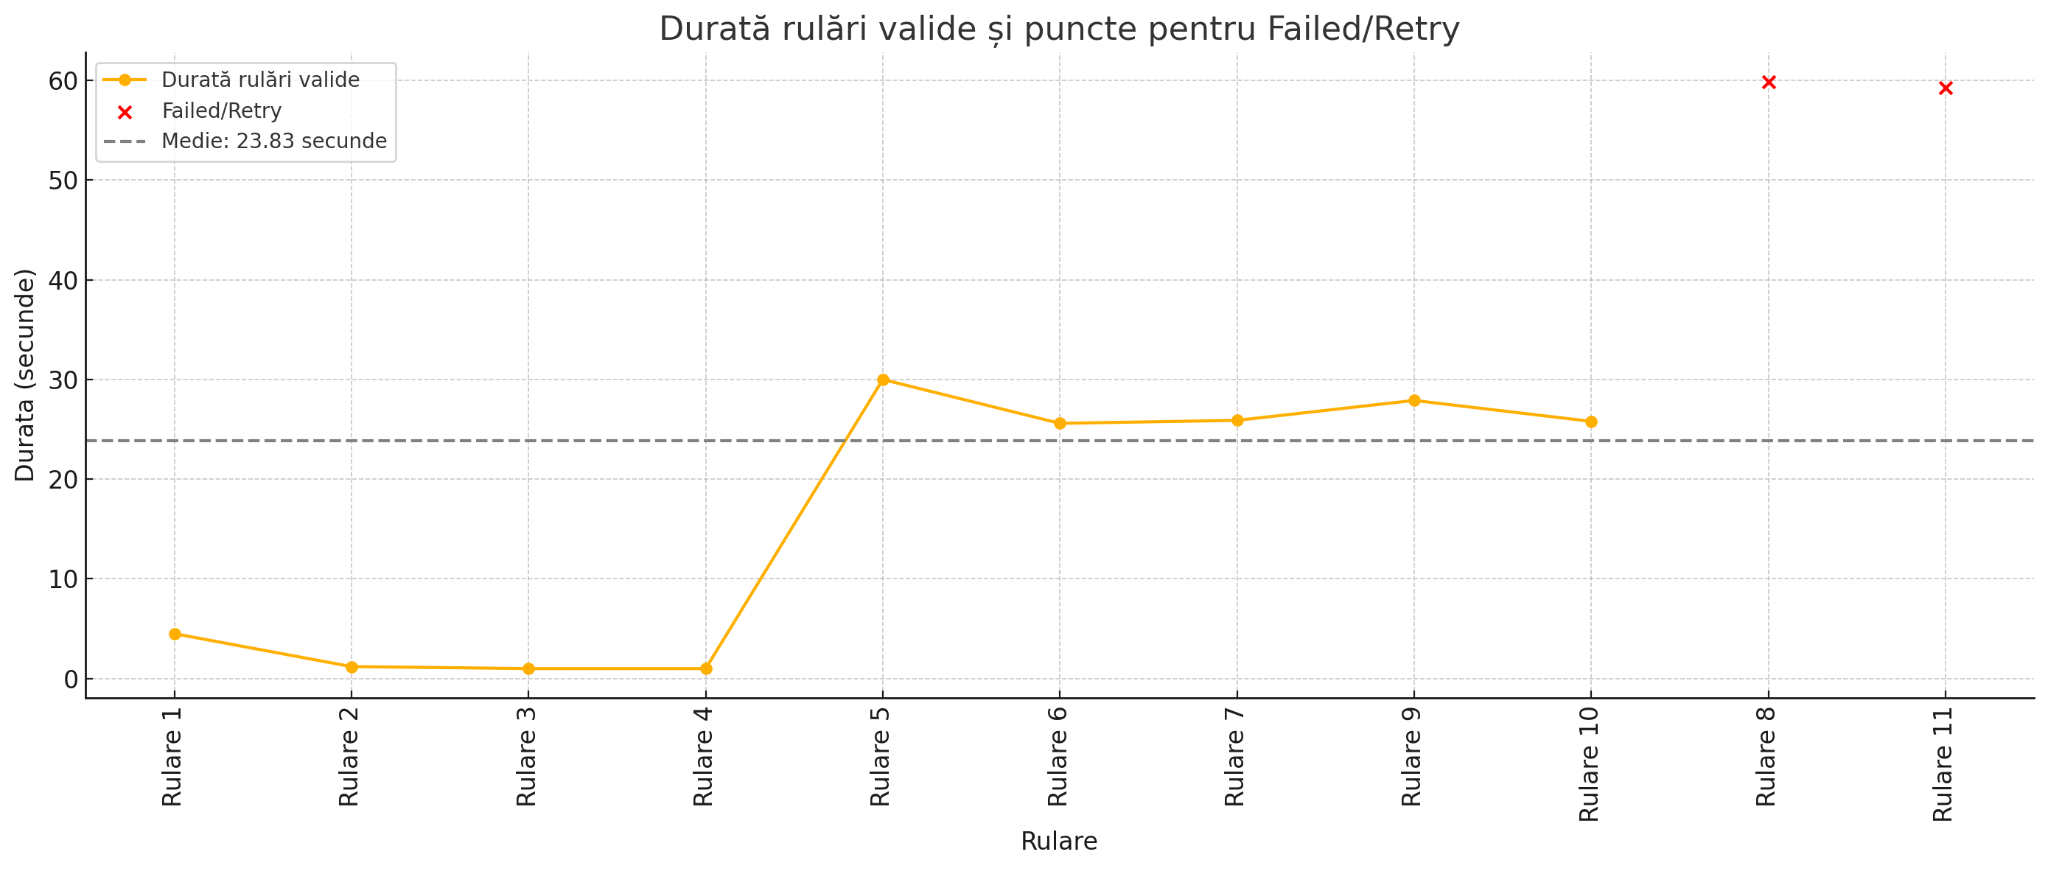 Durată rulări valide și puncte pentru Failed/Retry
Durată rulări valide
Failed/Retry
Medie: 23.83 secunde
Durata (secunde)
60
50
40
30
20
10
0
Rulare 1
Rulare 2
Rulare 3
Rulare 4
Rulare 5
Rulare 6
Rulare 7
Rulare 9
Rulare 10
Rulare 8
Rulare 11
Rulare